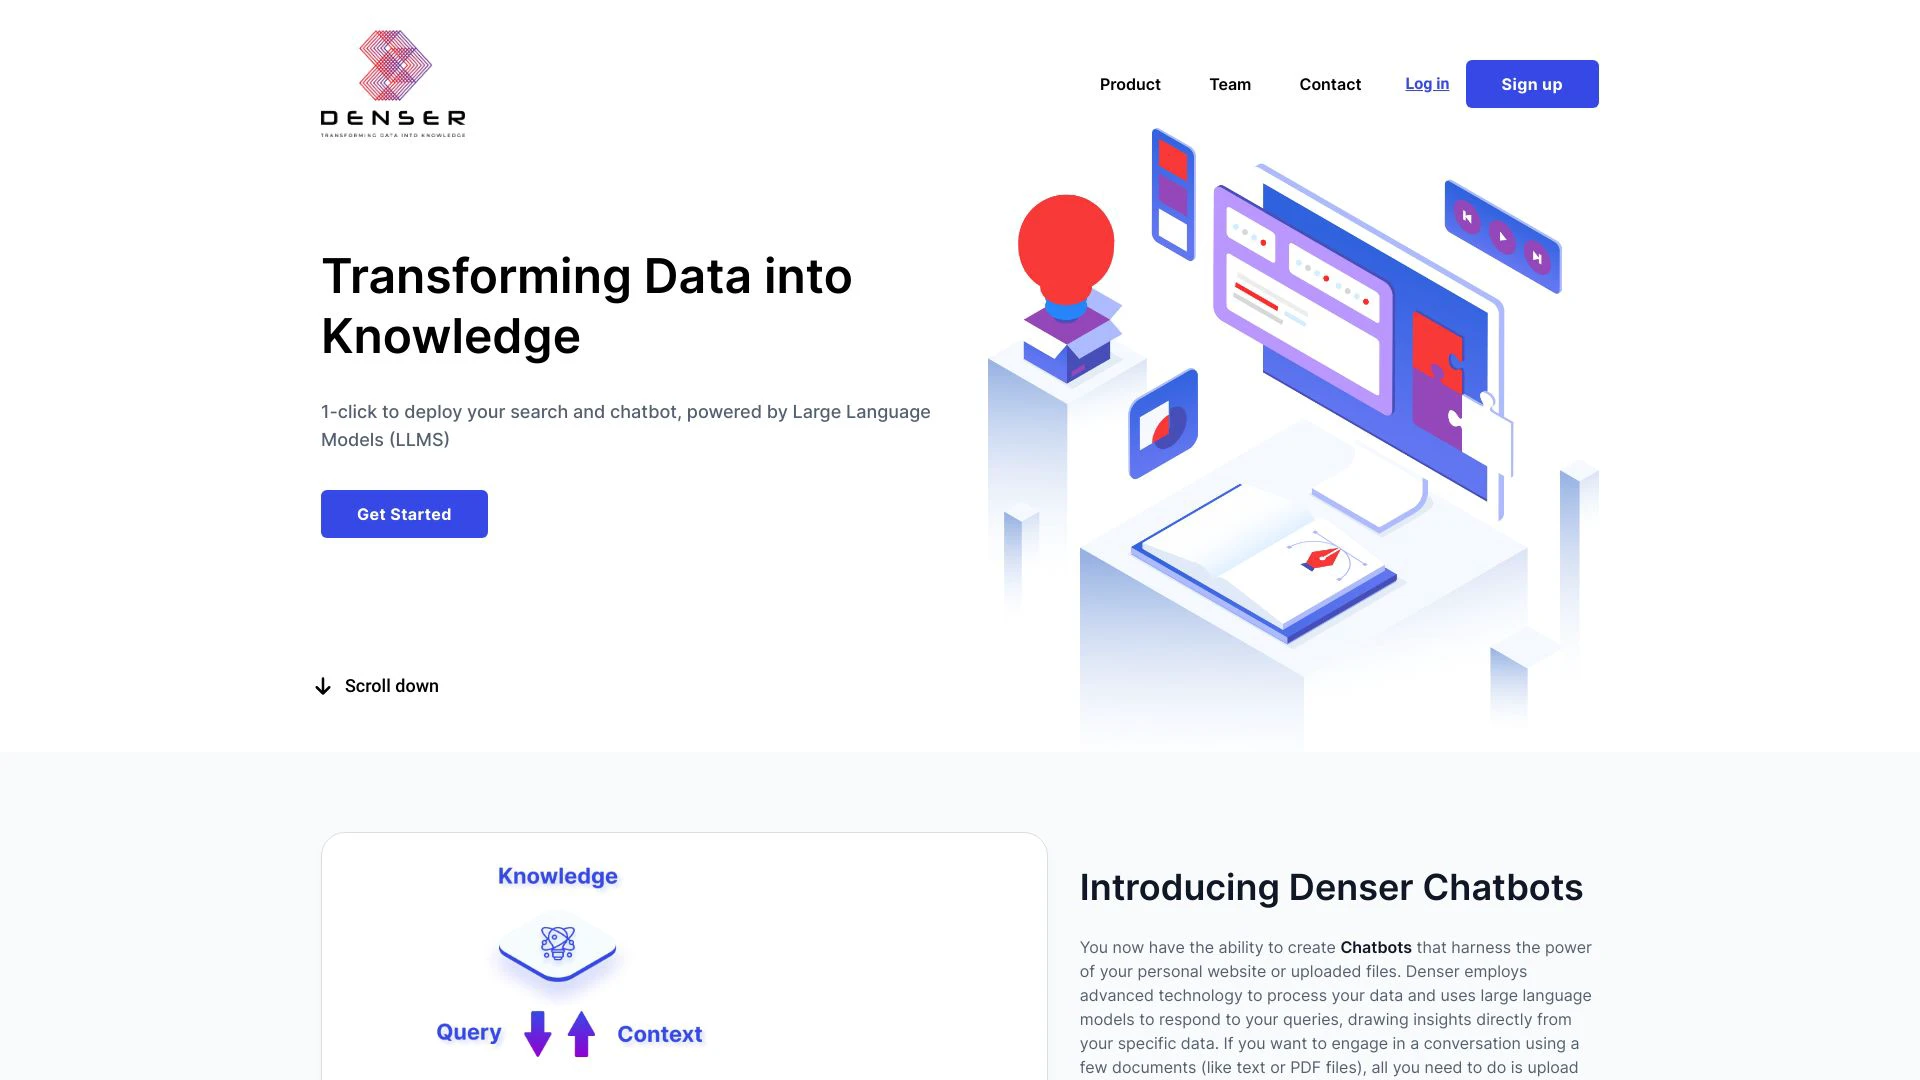 DENSER
TRANSFORMING DATA INTO KNOWLEDGE
Product
Team
Contact
Log in
Sign up
Transforming Data into
Knowledge
1-click to deploy your search and chatbot, powered by Large Language
Models (LLMS)
Get Started
Scroll down
Knowledge
Query
Context
Introducing Denser Chatbots
You now have the ability to create Chatbots that harness the power
of your personal website or uploaded files. Denser employs
advanced technology to process your data and uses large language
models to respond to your queries, drawing insights directly from
your specific data. If you want to engage in a conversation using a
few documents (like text or PDF files), all you need to do is upload